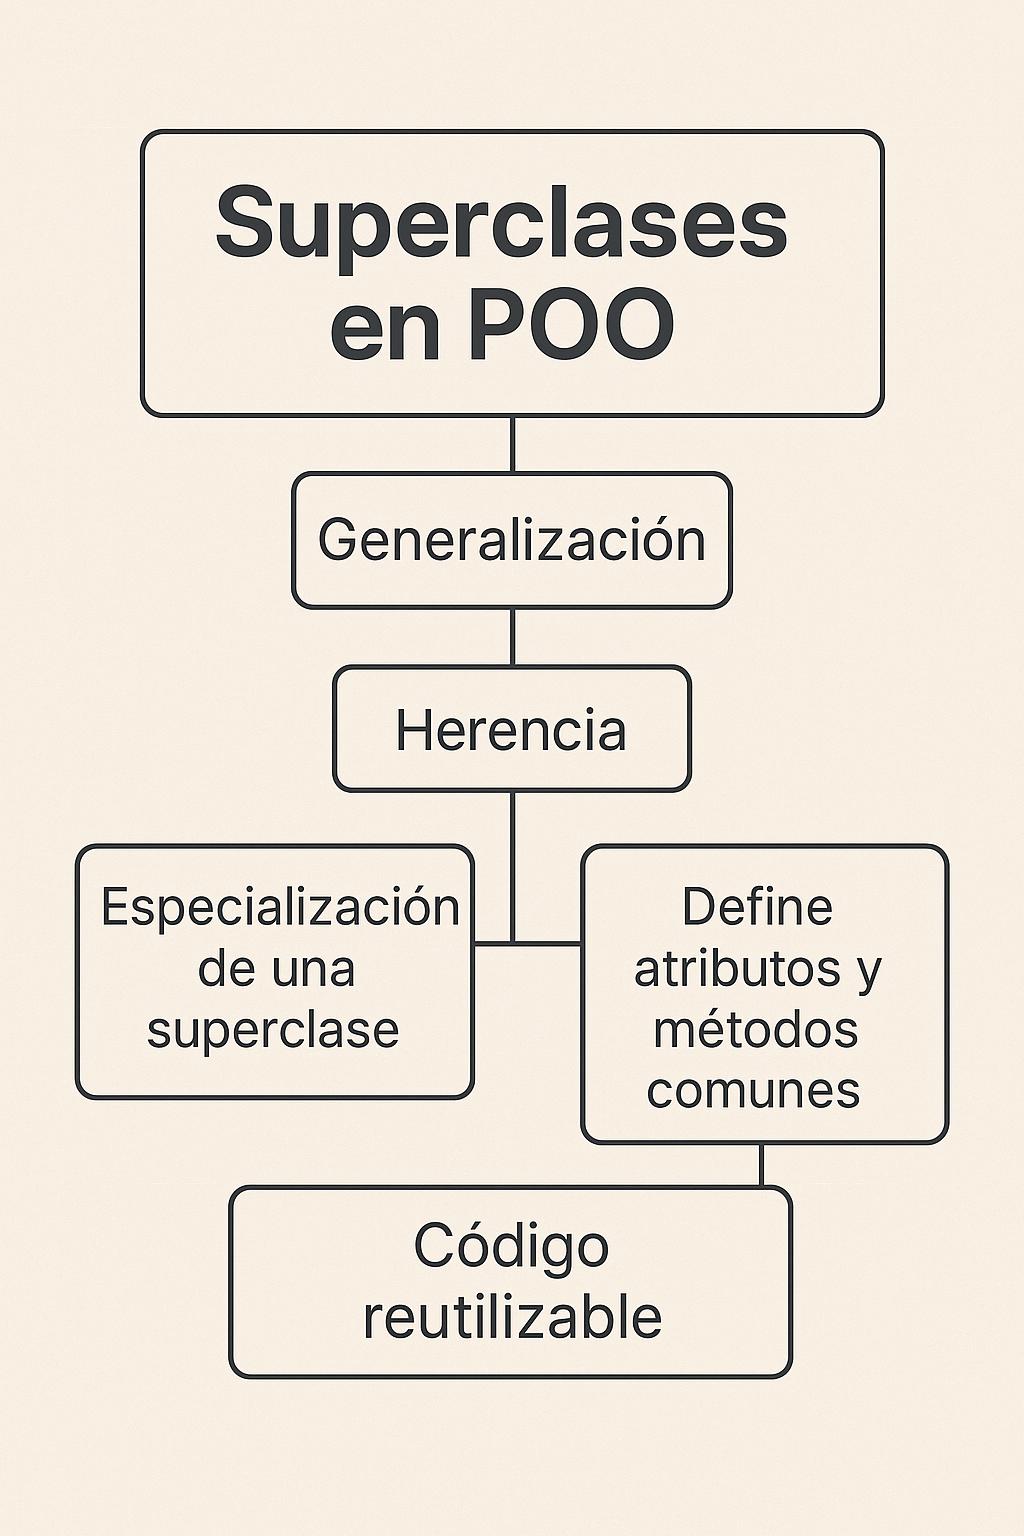 Superclases
en POO
Generalización
Herencia
Especialización
de una
superclase
Define
atributos y
métodos
comunes
Código
reutilizable